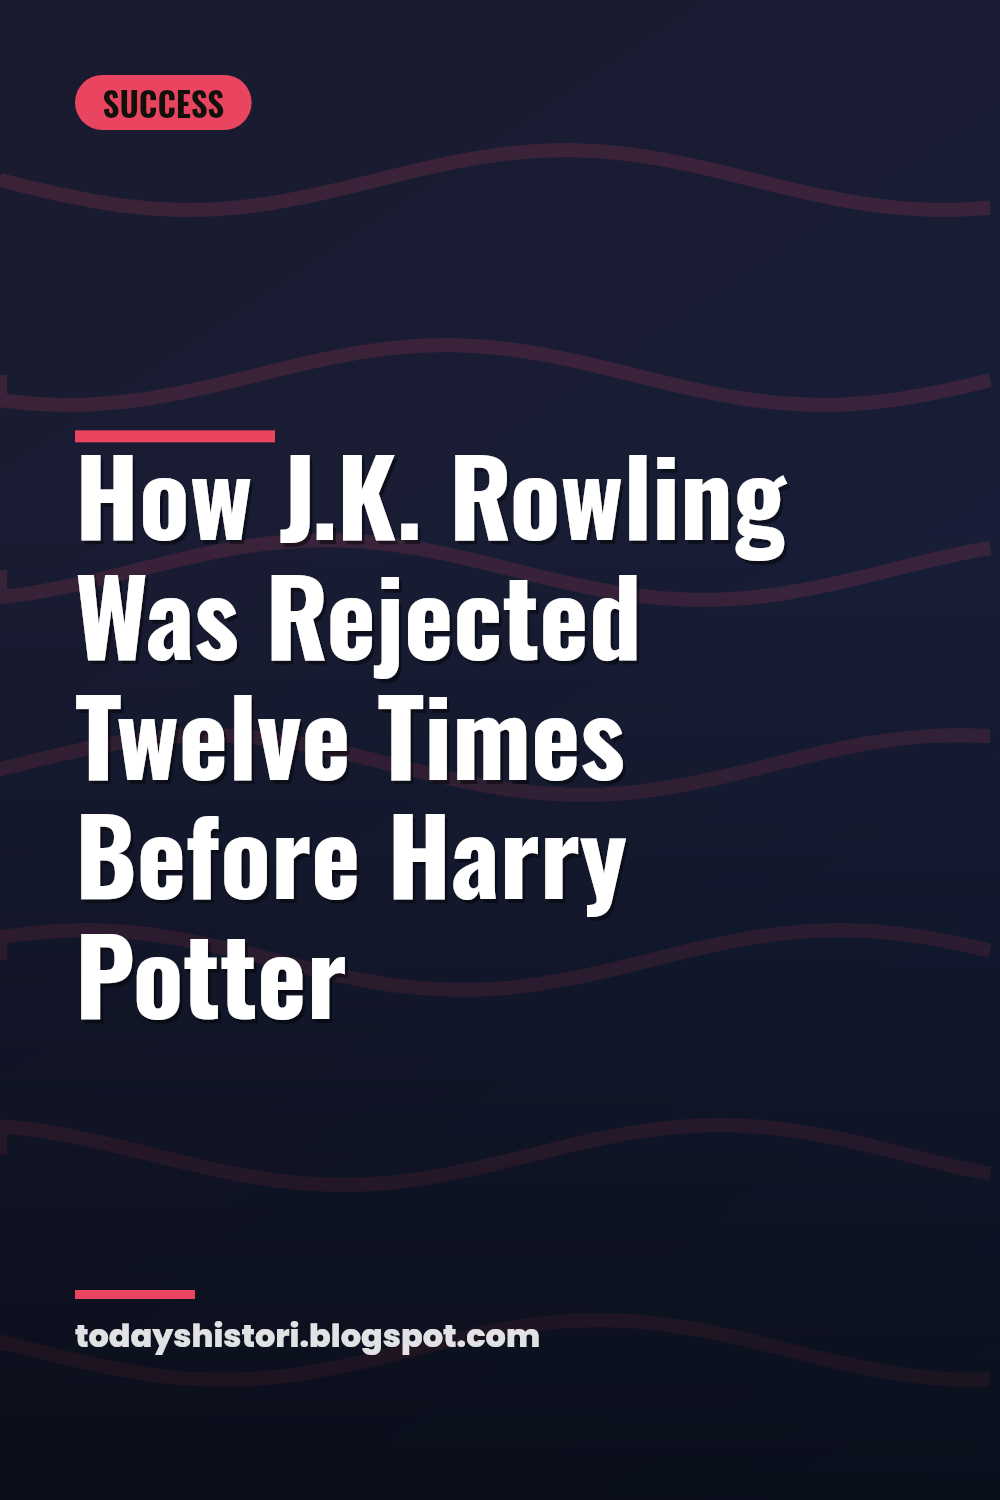 SUCCESS
How J.K. Rowling
Was Rejected
Twelve Times
Before Harry
Potter
todayshistori.blogspot.com